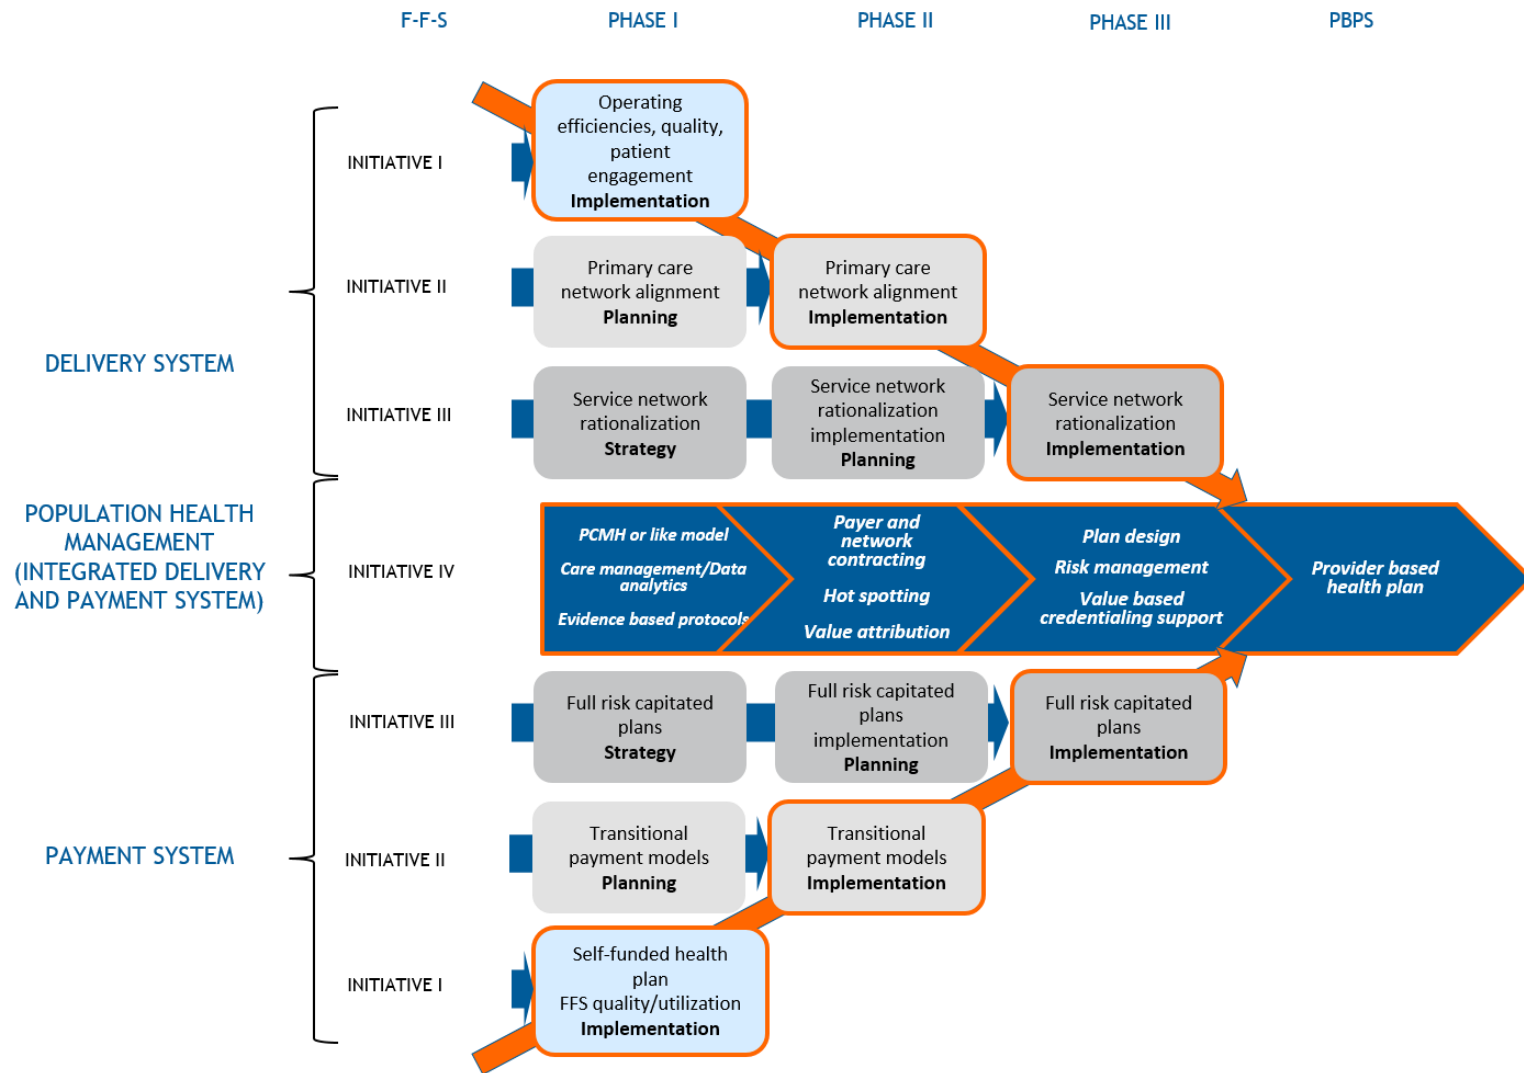 F-F-S
PHASE I
PHASE II
PHASE III
PBPS
DELIVERY SYSTEM
INITIATIVE I
Operating
efficiencies, quality,
patient
engagement
Implementation
INITIATIVE II
Primary care
network alignment
Planning
Primary care
network alignment
Implementation
INITIATIVE III
Service network
rationalization
Strategy
Service network
rationalization
implementation
Planning
Service network
rationalization
Implementation
POPULATION HEALTH
MANAGEMENT
(INTEGRATED DELIVERY
AND PAYMENT SYSTEM)
INITIATIVE IV
PCMH or like model
Care management/Data
analytics
Evidence based protocols
Payer and
network
contracting
Hot spotting
Value attribution
Plan design
Risk management
Value based
credentialing support
Provider based
health plan
PAYMENT SYSTEM
INITIATIVE III
Full risk capitated
plans
Strategy
Full risk capitated
plans
implementation
Planning
Full risk capitated
plans
Implementation
INITIATIVE II
Transitional
payment models
Planning
Transitional
payment models
Implementation
INITIATIVE I
Self-funded health
plan
FFS quality/utilization
Implementation